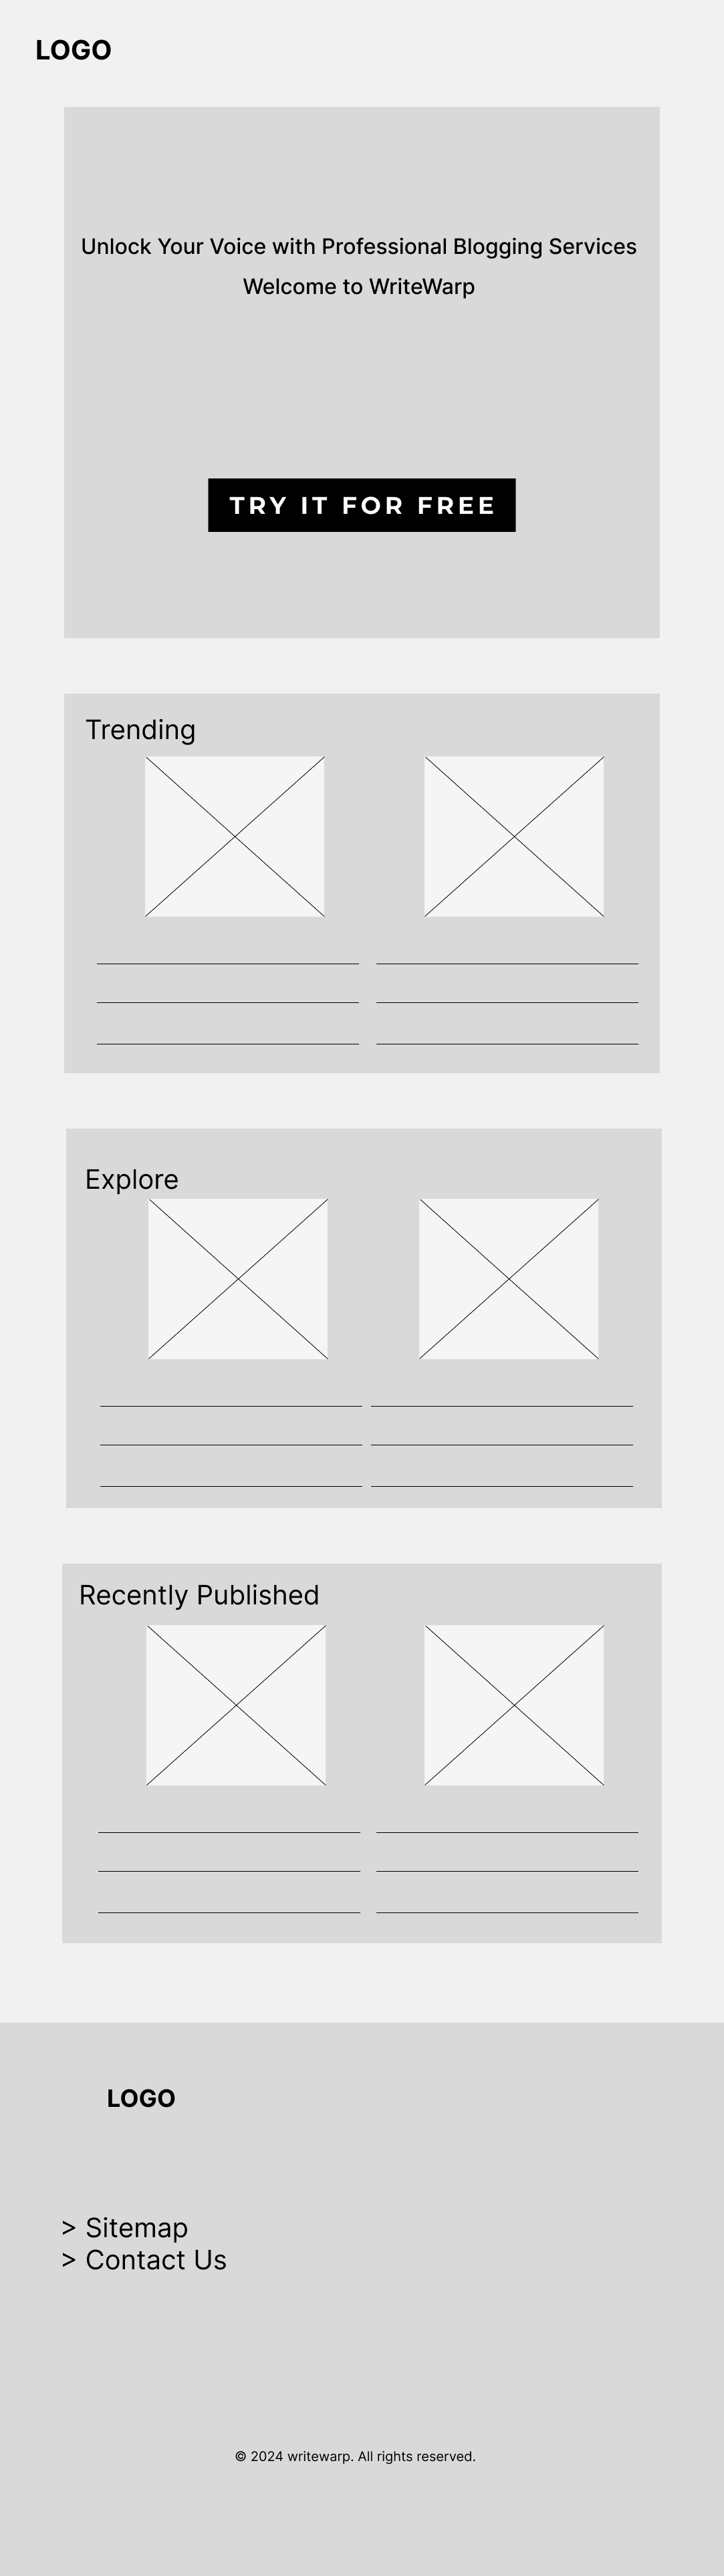 LOGO
Unlock Your Voice with Professional Blogging Services
Welcome to WriteWarp
TRY IT FOR FREE
Trending
Explore
Recently Published
LOGO
> Sitemap
> Contact Us
© 2024 writewarp. All rights reserved.